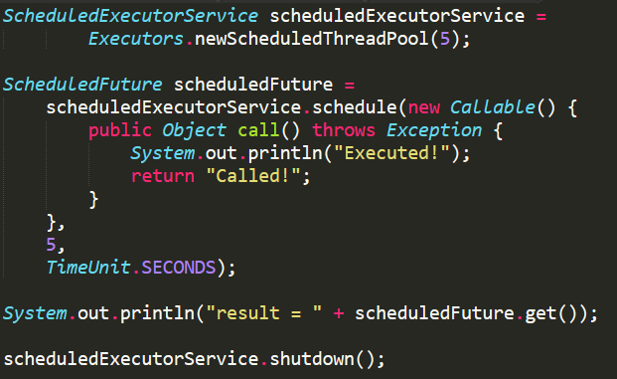 ScheduledExecutorService scheduledExecutorService =
        Executors.newScheduledThreadPool(5);

ScheduledFuture scheduledFuture =
    scheduledExecutorService.schedule(new Callable() {
        public Object call() throws Exception {
            System.out.println("Executed!");
            return "Called!";
        }
    },
    5,
    TimeUnit.SECONDS);

System.out.println("result = " + scheduledFuture.get());

scheduledExecutorService.shutdown();